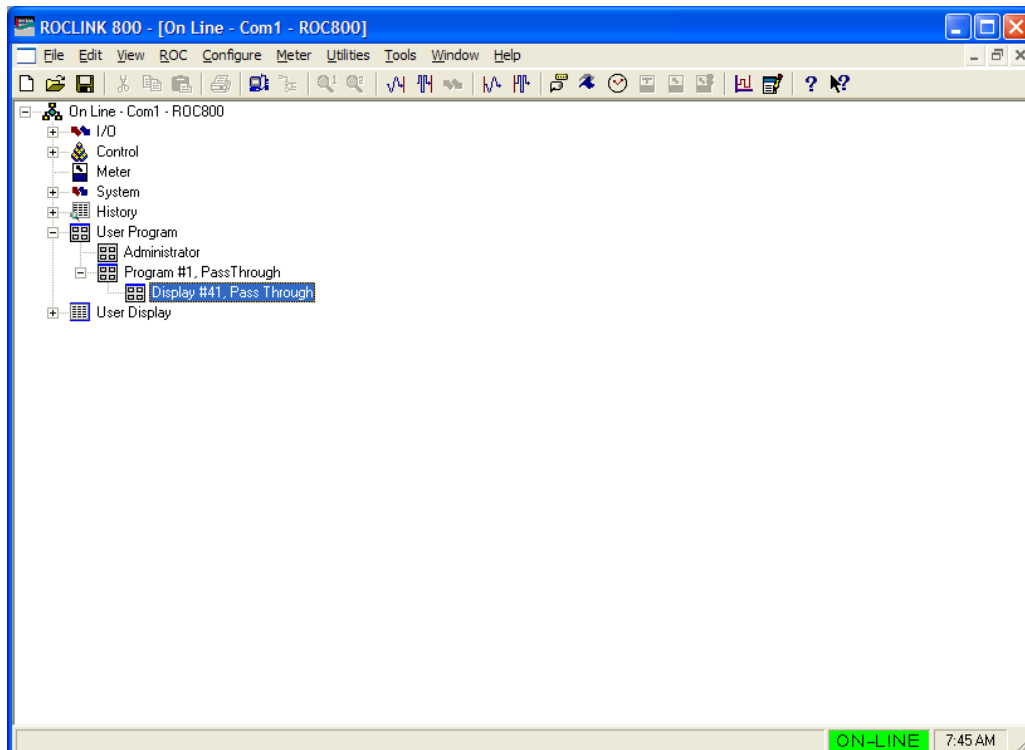 ROCLINK 800 - [On Line - Com1 - ROC800]
File Edit View ROC Configure Meter Utilities Tools Window Help
On Line - Com1 - ROC800
I/O
Control
Meter
System
History
User Program
Administrator
Program #1, PassThrough
Display #41, Pass Through
User Display
ON-LINE 7:45 AM